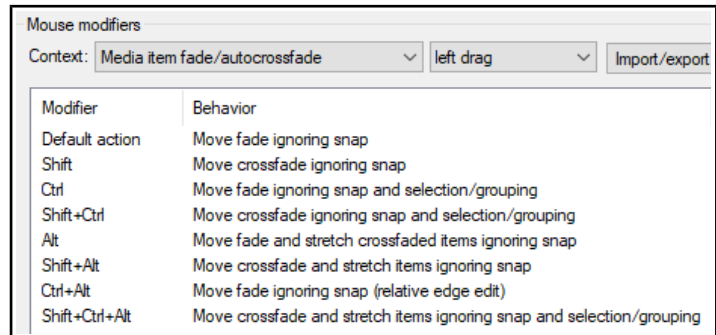 Mouse modifiers
Context: Media item fade/autocrossfade left drag Import/export
Modifier Behavior
Default action Move fade ignoring snap
Shift Move crossfade ignoring snap
Ctrl Move fade ignoring snap and selection/grouping
Shift+Ctrl Move crossfade ignoring snap and selection/grouping
Alt Move fade and stretch crossfaded items ignoring snap
Shift+Alt Move crossfade and stretch items ignoring snap
Ctrl+Alt Move fade ignoring snap (relative edge edit)
Shift+Ctrl+Alt Move crossfade and stretch items ignoring snap and selection/grouping